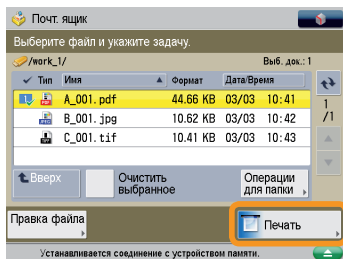 Почт. ящик
Выберите файл и укажите задачу.
/work_1/ Выб. док.: 1
Тип Имя Формат Дата/Время
1 PDF A_001.pdf 44.66 KB 03/03 10:41
JPEG B_001.jpg 10.62 KB 03/03 10:42
C_001.tif 10.41 KB 03/03 10:43
1
/1
Вверх
Очистить
выбранное
Операции
для папки
Правка файла
Печать
Устанавливается соединение с устройством памяти.